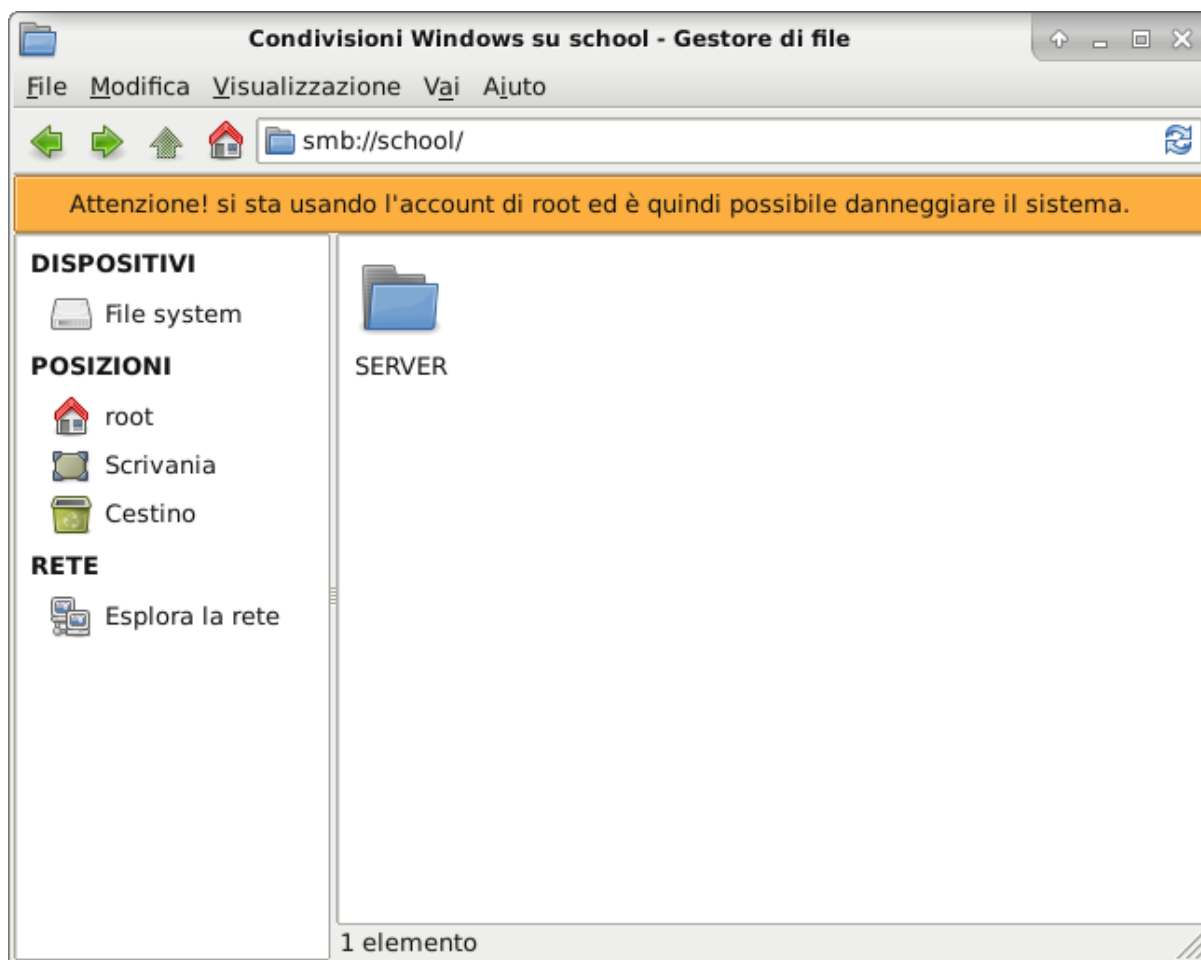 Condivisioni Windows su school - Gestore di file
File Modifica Visualizzazione Vai Aiuto
smb://school/
Attenzione! si sta usando l'account di root ed è quindi possibile danneggiare il sistema.
DISPOSITIVI
File system
POSIZIONI
root
Scrivania
Cestino
RETE
Esplora la rete
SERVER
1 elemento